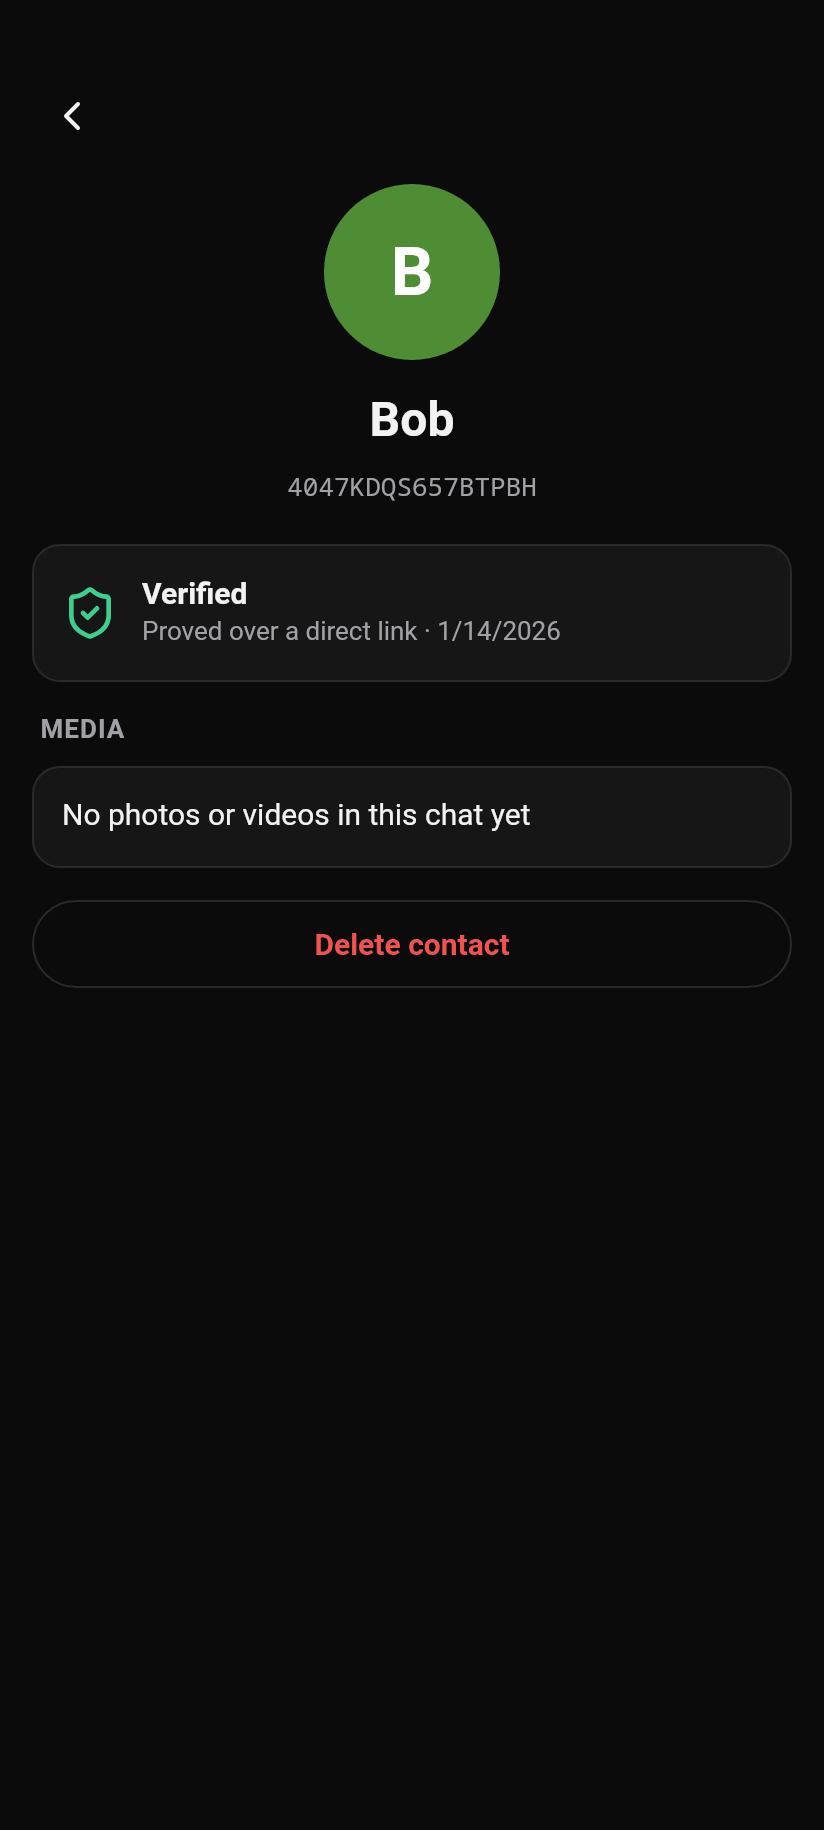 B
Bob
4047KDQS657BTPBH
Verified
Proved over a direct link · 1/14/2026
MEDIA
No photos or videos in this chat yet
Delete contact